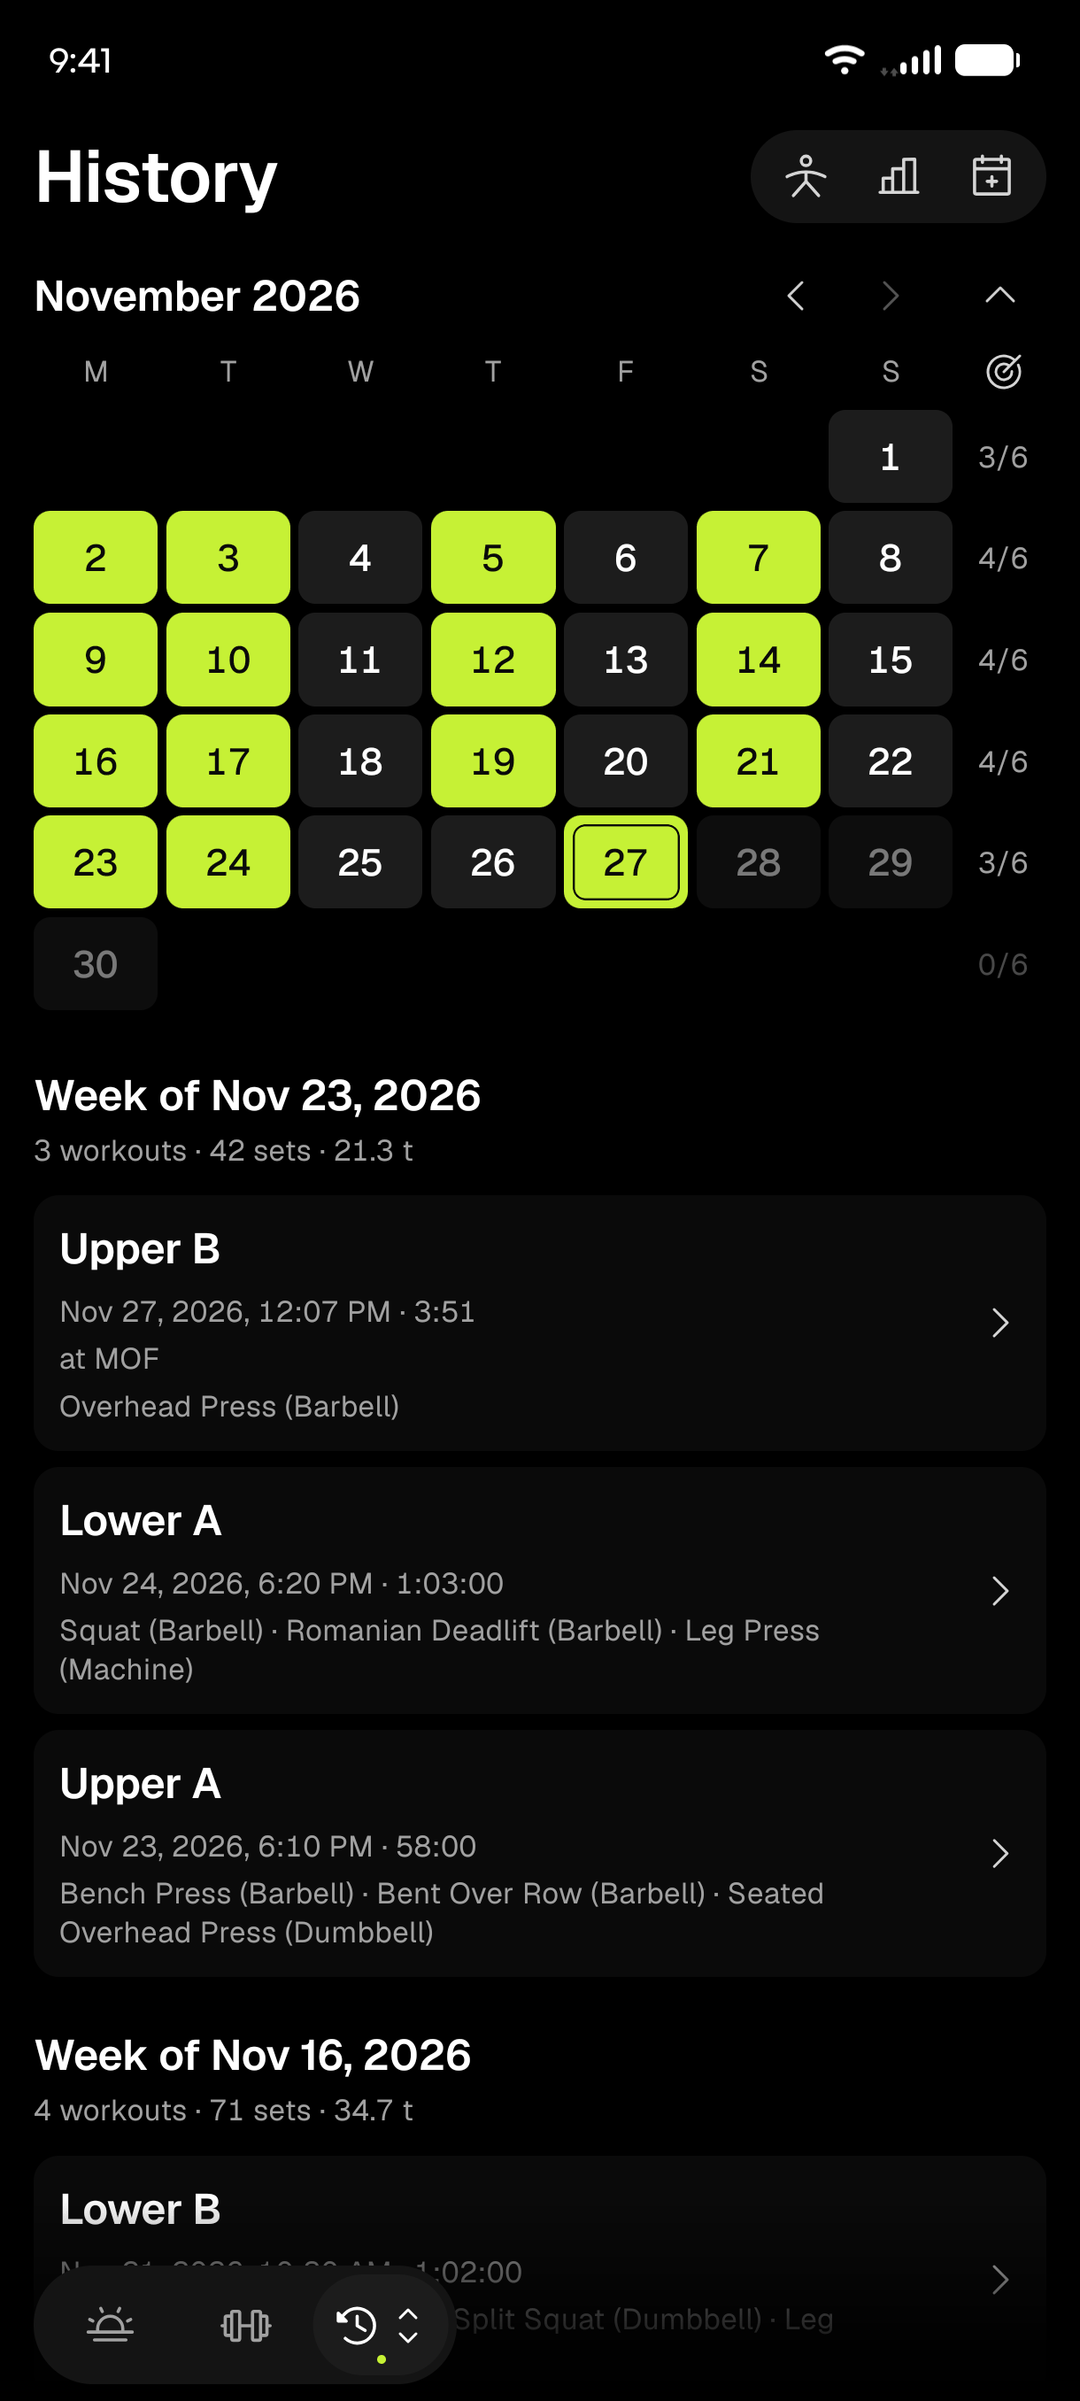 9:41
History
November 2026
M T W T F S S
1 3/6
2 3 4 5 6 7 8 4/6
9 10 11 12 13 14 15 4/6
16 17 18 19 20 21 22 4/6
23 24 25 26 27 28 29 3/6
30 0/6
Week of Nov 23, 2026
3 workouts · 42 sets · 21.3 t
Upper B
Nov 27, 2026, 12:07 PM · 3:51
at MOF
Overhead Press (Barbell)
Lower A
Nov 24, 2026, 6:20 PM · 1:03:00
Squat (Barbell) · Romanian Deadlift (Barbell) · Leg Press
(Machine)
Upper A
Nov 23, 2026, 6:10 PM · 58:00
Bench Press (Barbell) · Bent Over Row (Barbell) · Seated
Overhead Press (Dumbbell)
Week of Nov 16, 2026
4 workouts · 71 sets · 34.7 t
Lower B
1:02:00
Split Squat (Dumbbell) · Leg